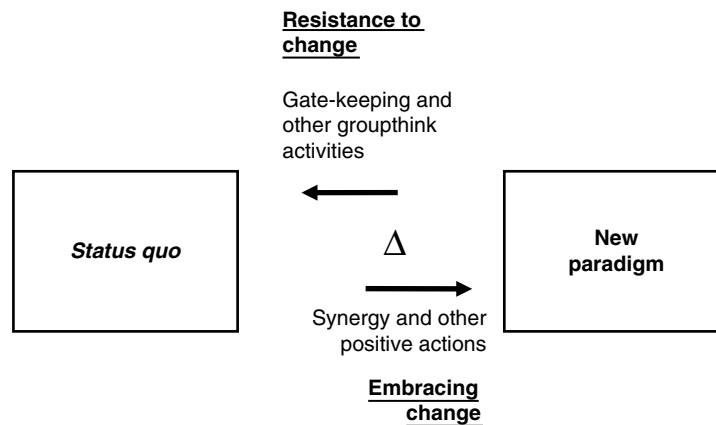 Resistance to
change
Gate-keeping and
other groupthink
activities
Status quo
Δ
New
paradigm
Synergy and other
positive actions
Embracing
change